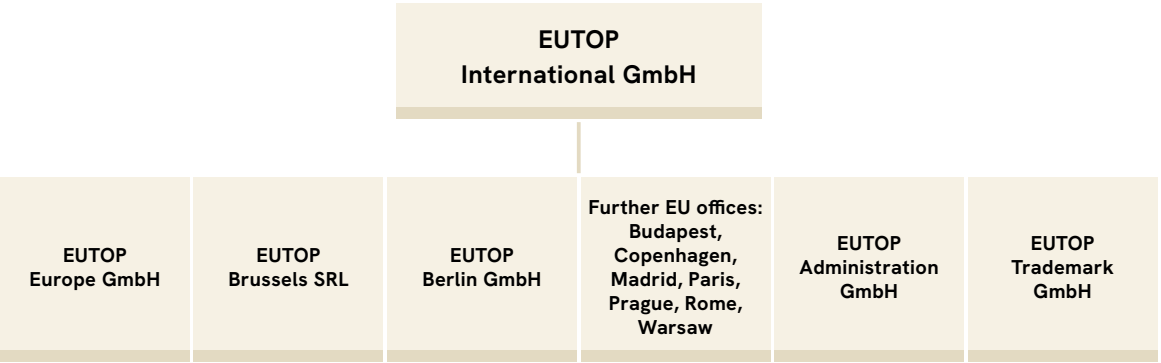 EUTOP
International GmbH
EUTOP
Europe GmbH
EUTOP
Brussels SRL
EUTOP
Berlin GmbH
Further EU offices:
Budapest,
Copenhagen,
Madrid, Paris,
Prague, Rome,
Warsaw
EUTOP
Administration
GmbH
EUTOP
Trademark
GmbH